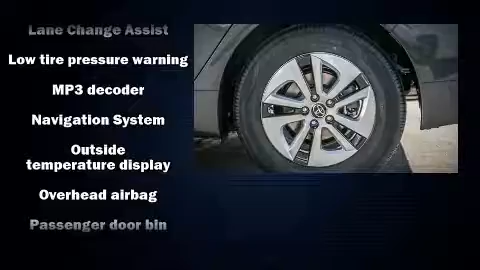 Lane Change Assist
Low tire pressure warning
MP3 decoder
Navigation System
Outside
temperature display
Overhead airbag
Passenger door bin